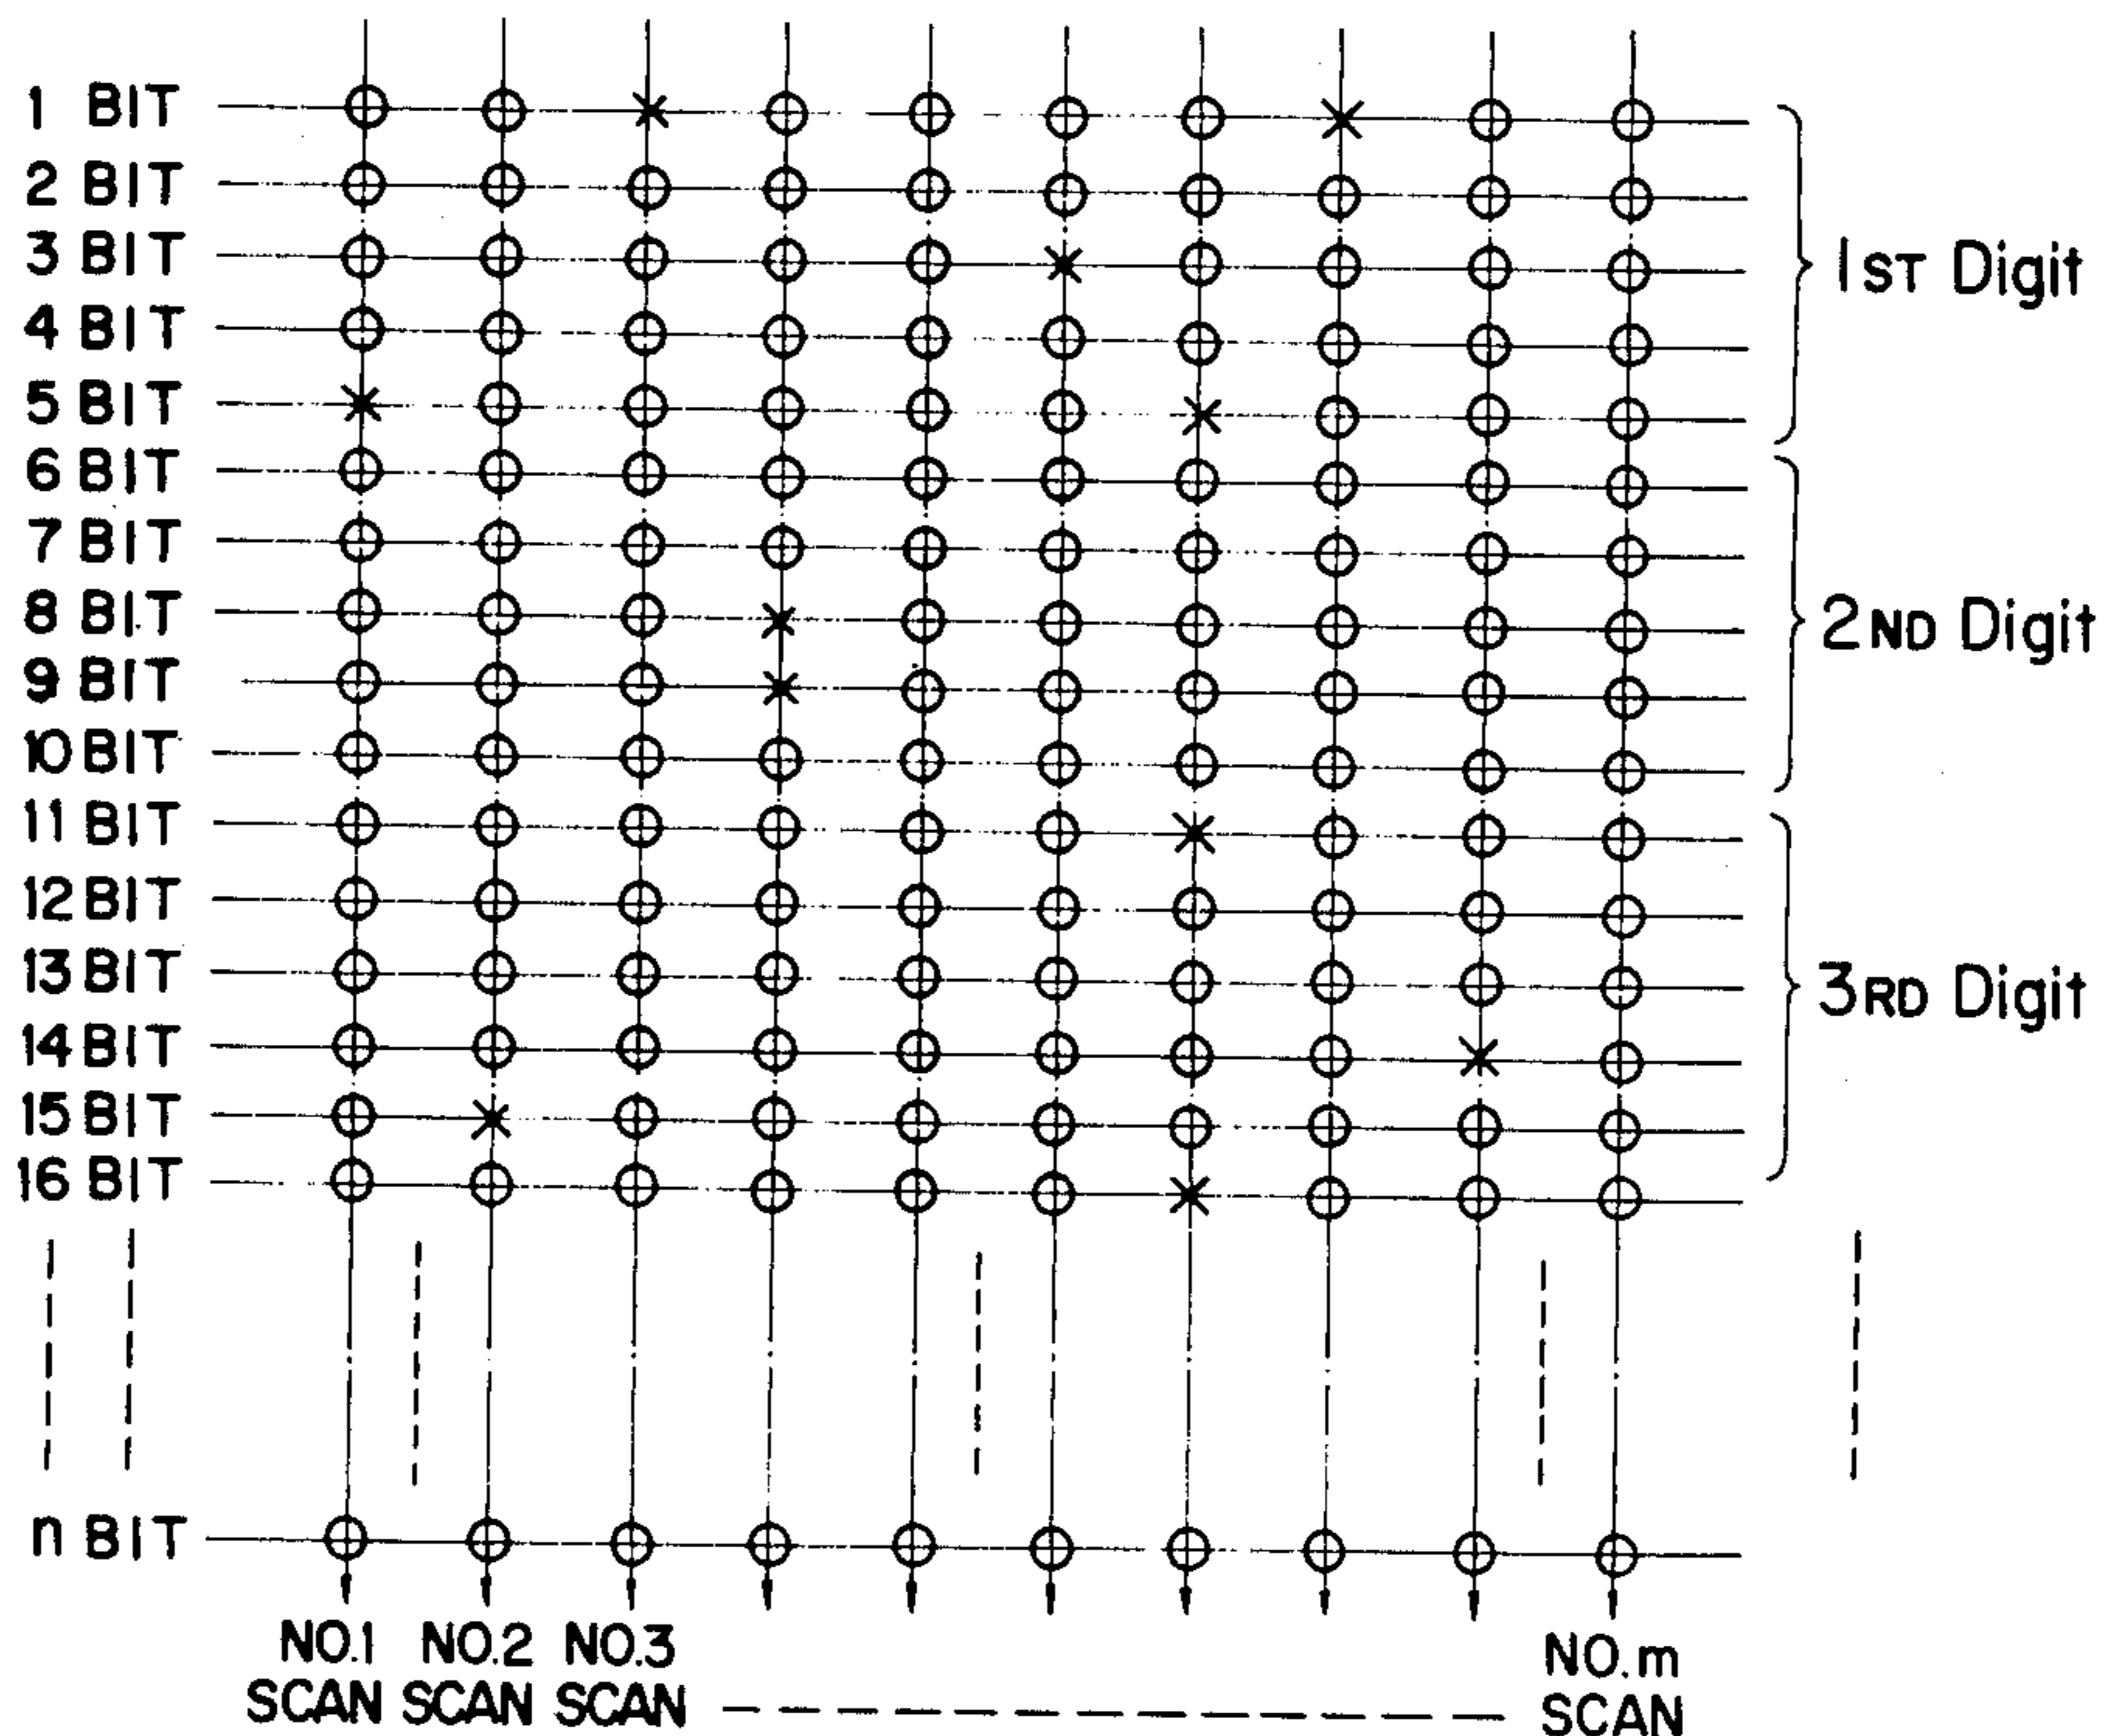 1 BIT
2 BIT
3 BIT
1ST Digit
4 BIT
5 BIT
6 BIT
7 BIT
8 BIT
2ND Digit
9 BIT
10 BIT
11 BIT
12 BIT
13 BIT
3RD Digit
14 BIT
15 BIT
16 BIT
n BIT
NO.1 NO.2 NO.3 NO.m
SCAN SCAN SCAN SCAN